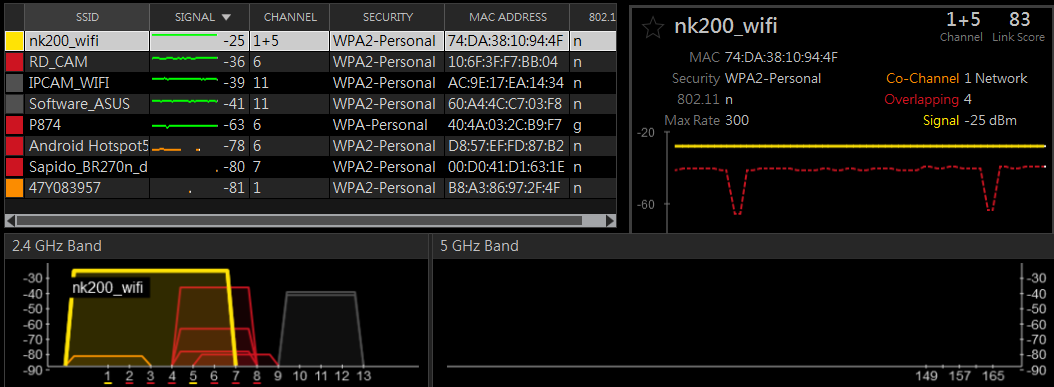 SSID SIGNAL CHANNEL SECURITY MAC ADDRESS 802.1
nk200_wifi -25 1+5 WPA2-Personal 74:DA:38:10:94:4F n
RD_CAM -36 6 WPA2-Personal 10:6F:3F:F7:BB:04 n
IPCAM_WIFI -39 11 WPA2-Personal AC:9E:17:EA:14:34 n
Software_ASUS -41 11 WPA2-Personal 60:A4:4C:C7:03:F8 n
P874 -63 6 WPA-Personal 40:4A:03:2C:B9:F7 g
Android Hotspot5 -78 6 WPA2-Personal D8:57:EF:FD:87:B2 n
Sapido_BR270n_d -80 7 WPA2-Personal 00:D0:41:D1:63:1E n
47Y083957 -81 1 WPA2-Personal B8:A3:86:97:2F:4F n
nk200_wifi 1+5 83
Channel Link Score
MAC 74:DA:38:10:94:4F
Security WPA2-Personal Co-Channel 1 Network
802.11 n Overlapping 4
Max Rate 300 Signal -25 dBm
-20
-60
2.4 GHz Band
-30
nk200_wifi
-40
-50
-60
-70
-80
-90
1 2 3 4 5 6 7 8 9 10 11 12 13
5 GHz Band
-30
-40
-50
-60
-70
-80
-90
149 157 165